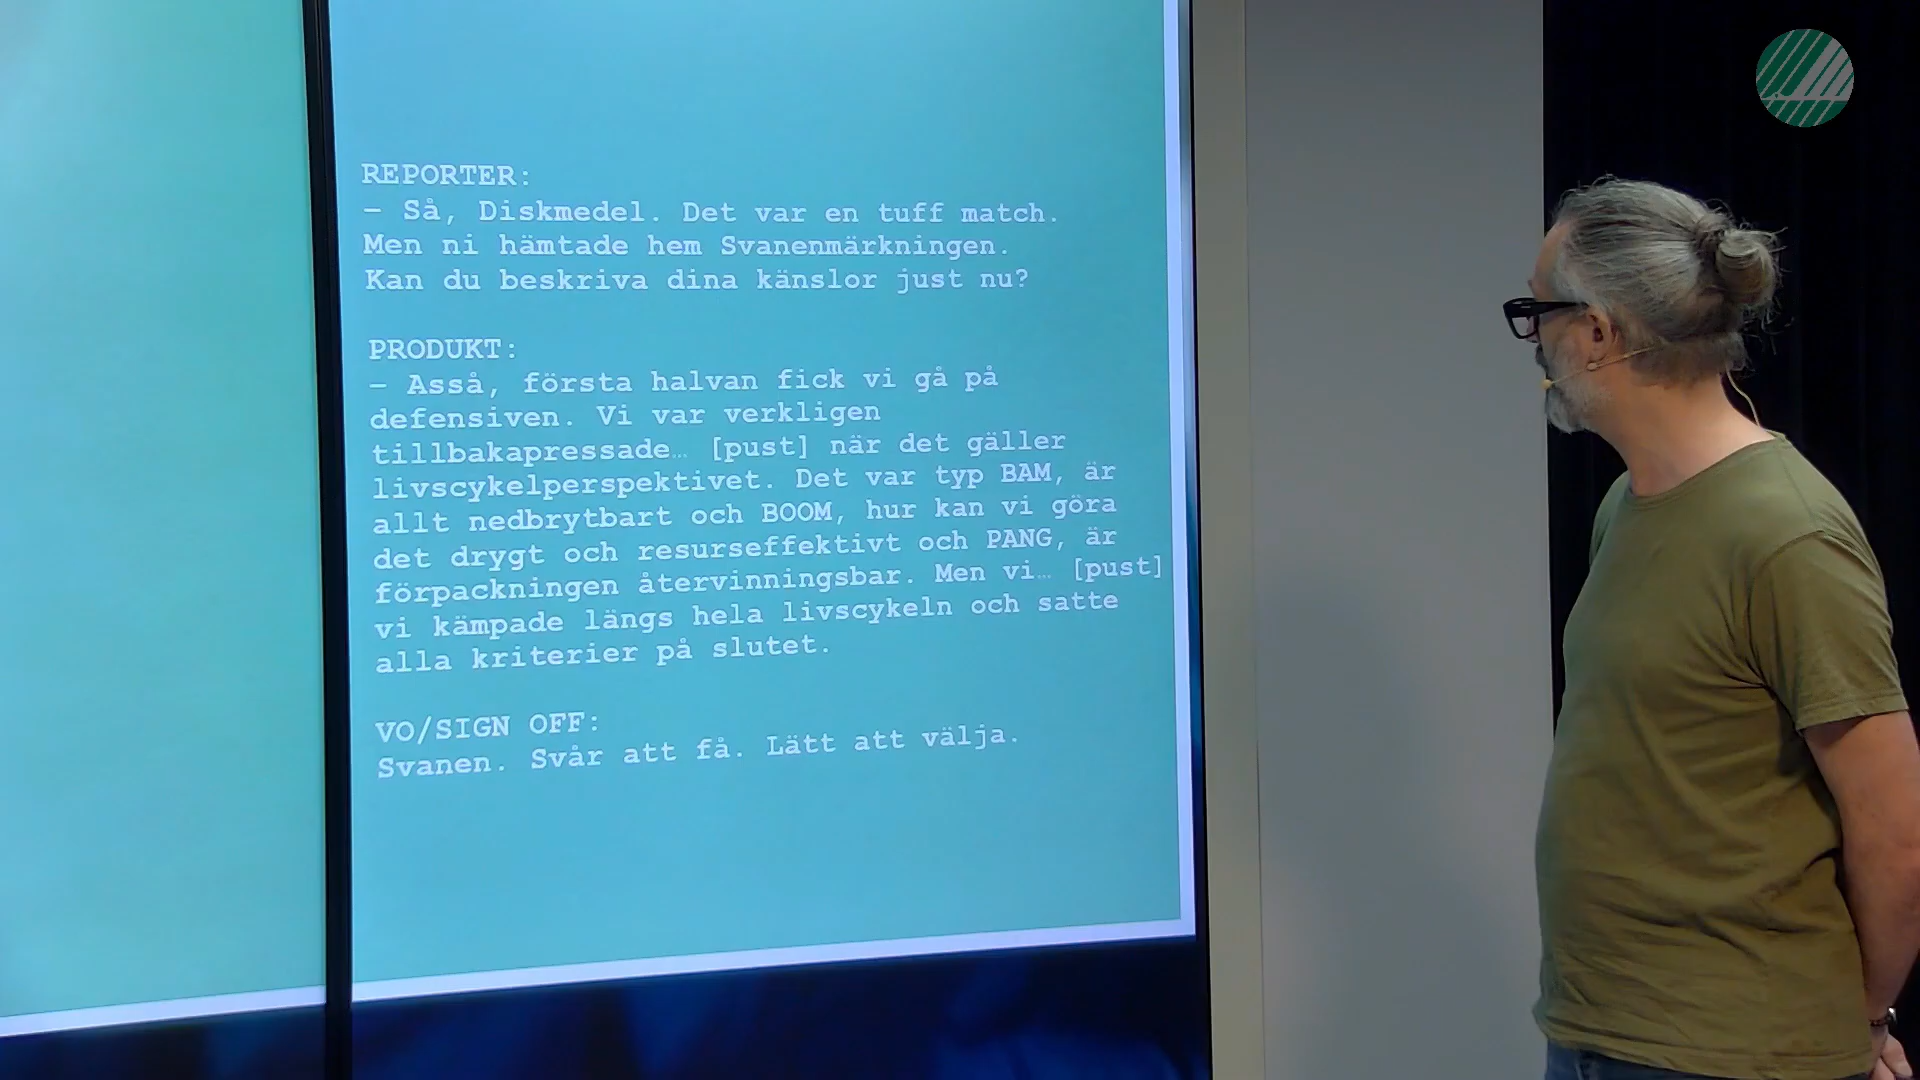 REPORTER:
– Så, Diskmedel. Det var en tuff match.
Men ni hämtade hem Svanenmärkningen.
Kan du beskriva dina känslor just nu?
PRODUKT:
– Asså, första halvan fick vi gå på
defensiven. Vi var verkligen
tillbakapressade… [pust] när det gäller
livscykelperspektivet. Det var typ BAM, är
allt nedbrytbart och BOOM, hur kan vi göra
det drygt och resurseffektivt och PANG, är
förpackningen återvinningsbar. Men vi… [pust]
vi kämpade längs hela livscykeln och satte
alla kriterier på slutet.
VO/SIGN OFF:
Svanen. Svår att få. Lätt att välja.